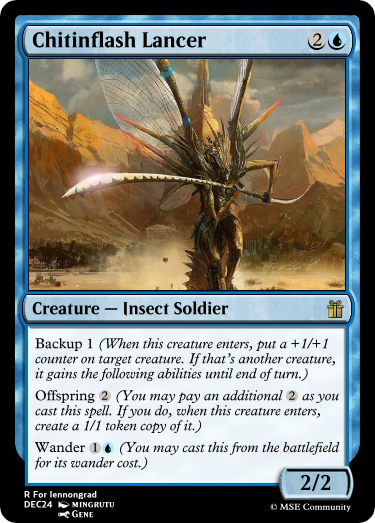 Chitinflash Lancer 2U
Creature — Insect Soldier
Backup 1 (When this creature enters, put a +1/+1
counter on target creature. If that's another creature,
it gains the following abilities until end of turn.)
Offspring 2 (You may pay an additional 2 as you
cast this spell. If you do, when this creature enters,
create a 1/1 token copy of it.)
Wander 1U (You may cast this from the battlefield
for its wander cost.)
2/2
R For lennongrad
DEC24 MINGRUTU
GENE
© MSE Community